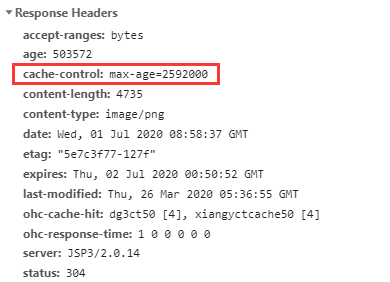 Response Headers
accept-ranges: bytes
age: 503572
cache-control: max-age=2592000
content-length: 4735
content-type: image/png
date: Wed, 01 Jul 2020 08:58:37 GMT
etag: "5e7c3f77-127f"
expires: Thu, 02 Jul 2020 00:50:52 GMT
last-modified: Thu, 26 Mar 2020 05:36:55 GMT
ohc-cache-hit: dg3ct50 [4], xiangyctcache50 [4]
ohc-response-time: 1 0 0 0 0 0
server: JSP3/2.0.14
status: 304